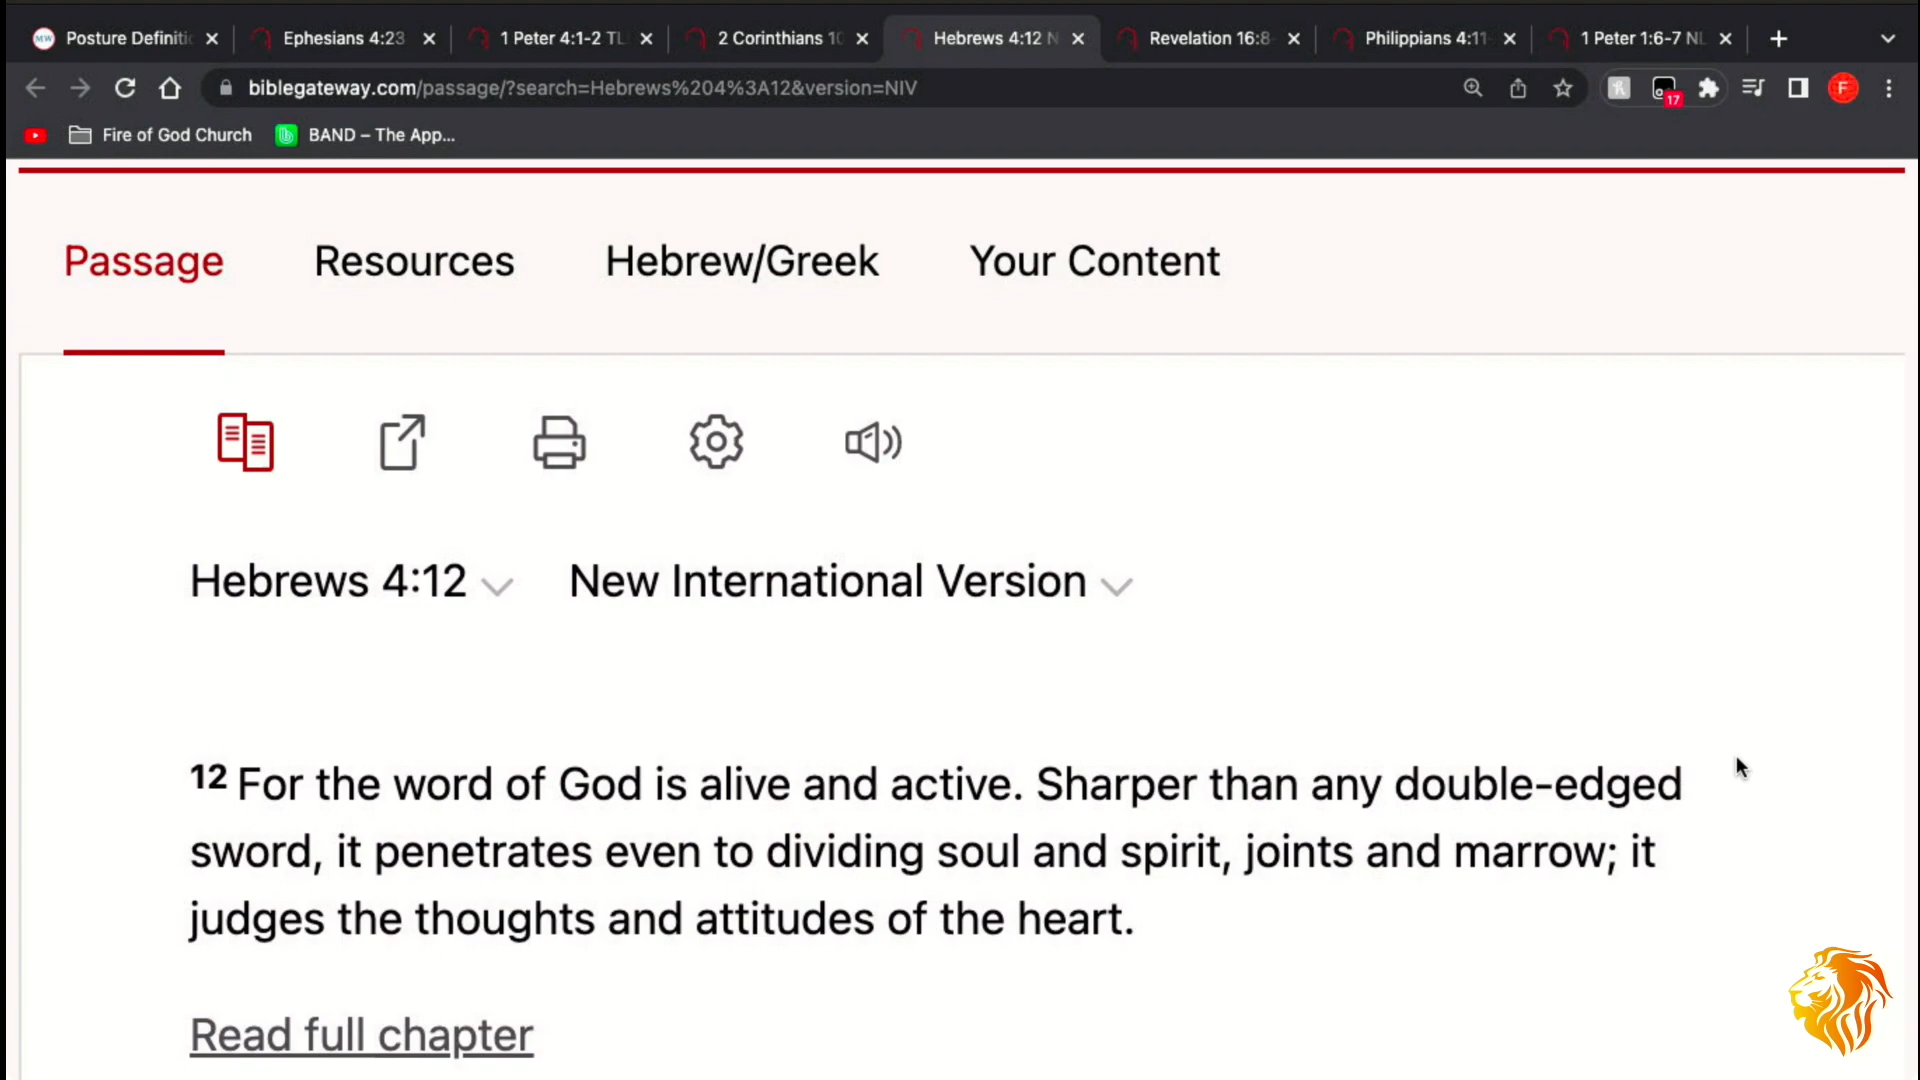 MW Posture Definiti
Ephesians 4:23
1 Peter 4:1-2 TL
2 Corinthians 10
Hebrews 4:12 N
Revelation 16:8-
Philippians 4:11-
1 Peter 1:6-7 NL
biblegateway.com/passage/?search=Hebrews%204%3A12&version=NIV
17
F
Fire of God Church
BAND – The App...
Passage
Resources
Hebrew/Greek
Your Content
Hebrews 4:12
New International Version
12 For the word of God is alive and active. Sharper than any double-edged
sword, it penetrates even to dividing soul and spirit, joints and marrow; it
judges the thoughts and attitudes of the heart.
Read full chapter